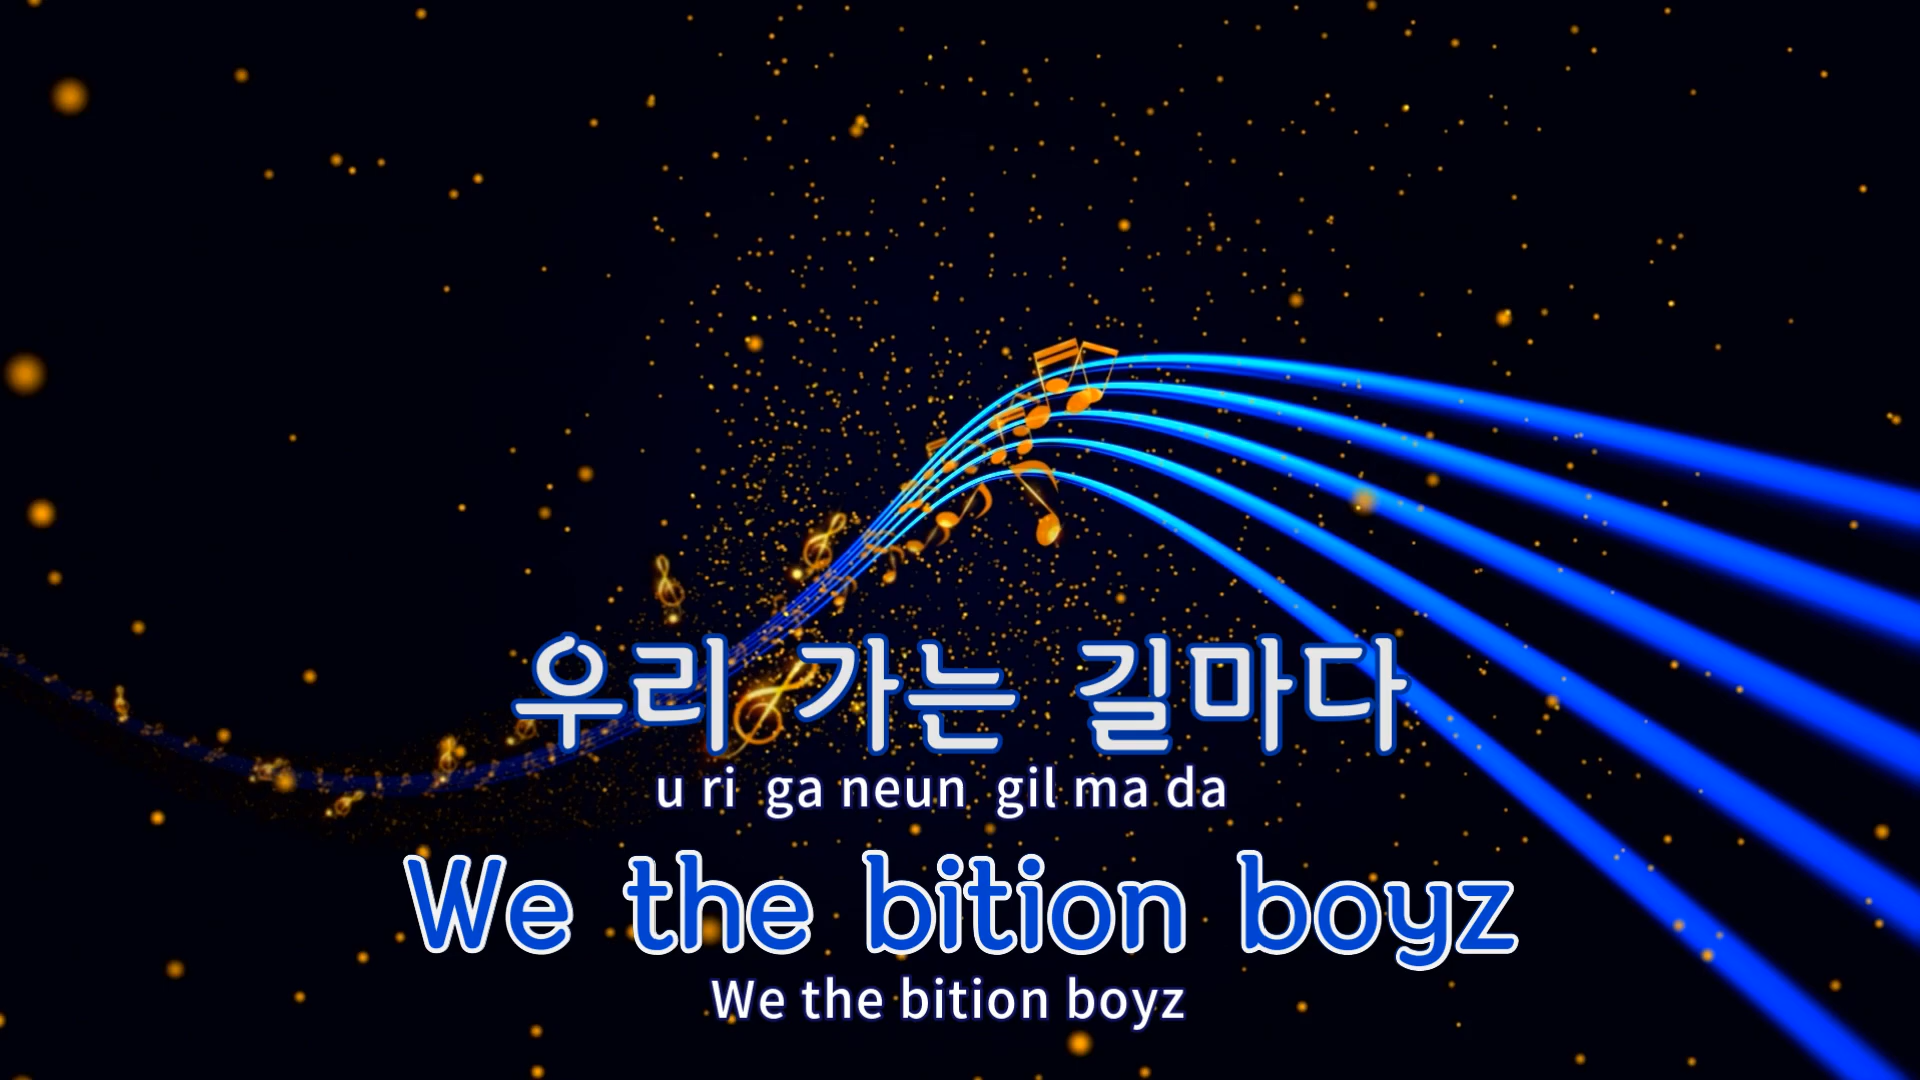 우리 가는 길마다
u ri ga neun gil ma da
We the bition boyz
We the bition boyz